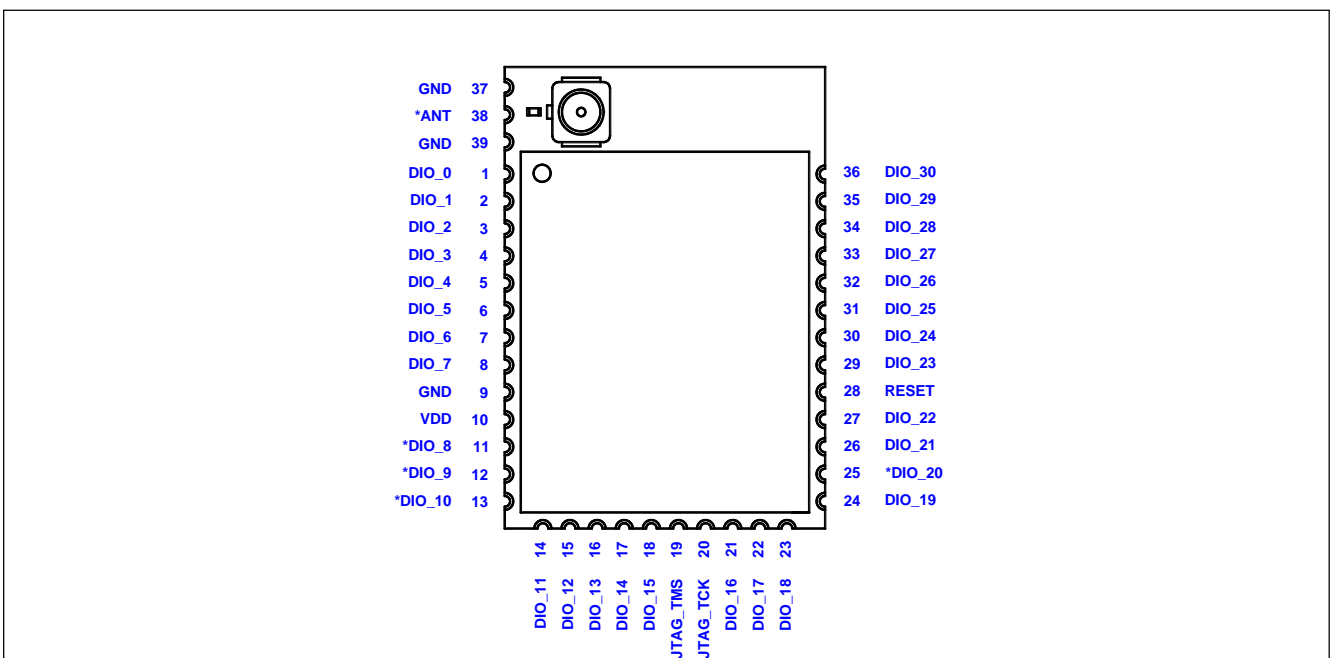 GND 37
*ANT 38
GND 39
DIO_0 1
DIO_1 2
DIO_2 3
DIO_3 4
DIO_4 5
DIO_5 6
DIO_6 7
DIO_7 8
GND 9
VDD 10
*DIO_8 11
*DIO_9 12
*DIO_10 13
14 DIO_11
15 DIO_12
16 DIO_13
17 DIO_14
18 DIO_15
19 JTAG_TMS
20 JTAG_TCK
21 DIO_16
22 DIO_17
23 DIO_18
36 DIO_30
35 DIO_29
34 DIO_28
33 DIO_27
32 DIO_26
31 DIO_25
30 DIO_24
29 DIO_23
28 RESET
27 DIO_22
26 DIO_21
25 *DIO_20
24 DIO_19